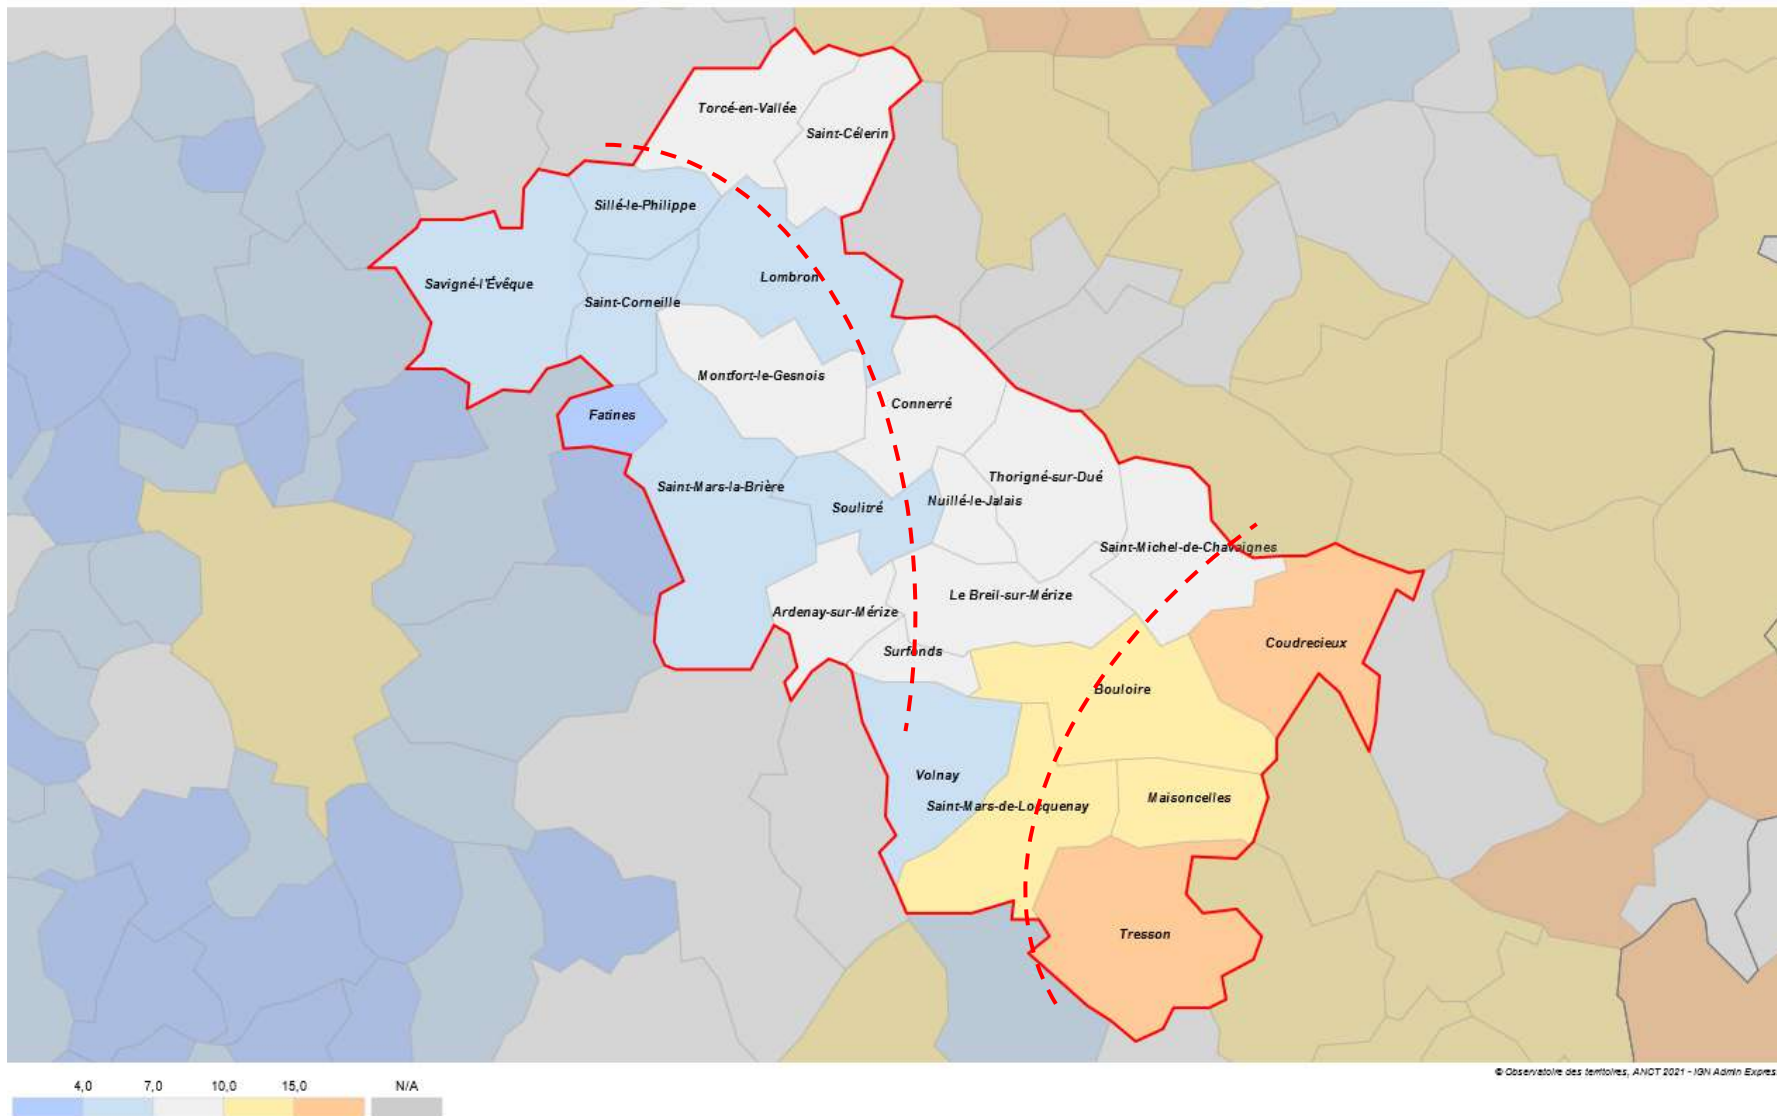 Torcé-en-Vallée
Saint-Célerin
Sillé-le-Philippe
Savigné-l'Évêque
Lombron
Saint-Corneille
Montfort-le-Gesnois
Connerré
Fatines
Thorigné-sur-Dué
Saint-Mars-la-Brière
Nuillé-le-Jalais
Soulitré
Saint-Michel-de-Chavaignes
Le Breil-sur-Mérize
Ardenay-sur-Mérize
Surfonds
Coudrecieux
Bouloire
Volnay
Saint-Mars-de-Locquenay
Maisoncelles
Tresson
© Observatoire des territoires, ANCT 2021 - IGN Admin Expres
4,0 7,0 10,0 15,0 N/A